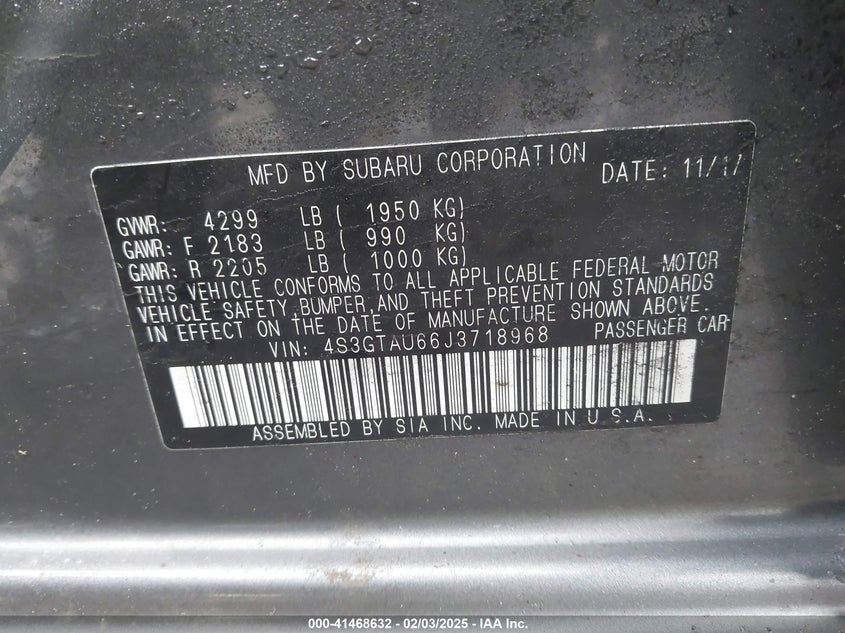 MFD BY SUBARU CORPORATION DATE: 11/17
GVWR: 4299 LB ( 1950 KG)
GAWR: F 2183 LB ( 990 KG)
GAWR: R 2205 LB ( 1000 KG)
THIS VEHICLE CONFORMS TO ALL APPLICABLE FEDERAL MOTOR
VEHICLE SAFETY,BUMPER,AND THEFT PREVENTION STANDARDS
IN EFFECT ON THE DATE OF MANUFACTURE SHOWN ABOVE.
VIN: 4S3GTAU66J3718968 PASSENGER CAR
ASSEMBLED BY SIA INC. MADE IN U.S.A.
000-41468632 - 02/03/2025 - IAA Inc.